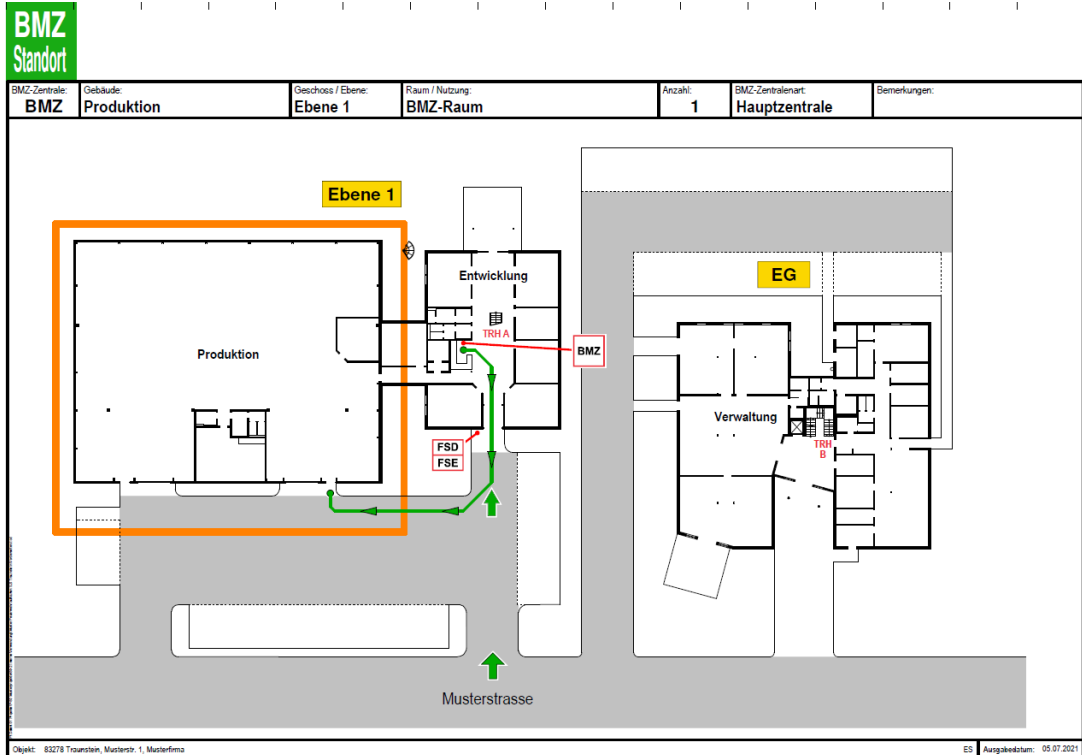 BMZ
Standort
BMZ-Zentrale:
BMZ
Gebäude:
Produktion
Geschoss / Ebene:
Ebene 1
Raum / Nutzung:
BMZ-Raum
Anzahl:
1
BMZ-Zentralenart:
Hauptzentrale
Bemerkungen:
Ebene 1
Entwicklung
EG
TRH A
BMZ
Produktion
Verwaltung
FSD
FSE
TRH
B
Musterstrasse
Objekt: 83278 Traunstein, Musterstr. 1, Musterfirma
ES
Ausgabedatum: 05.07.2021